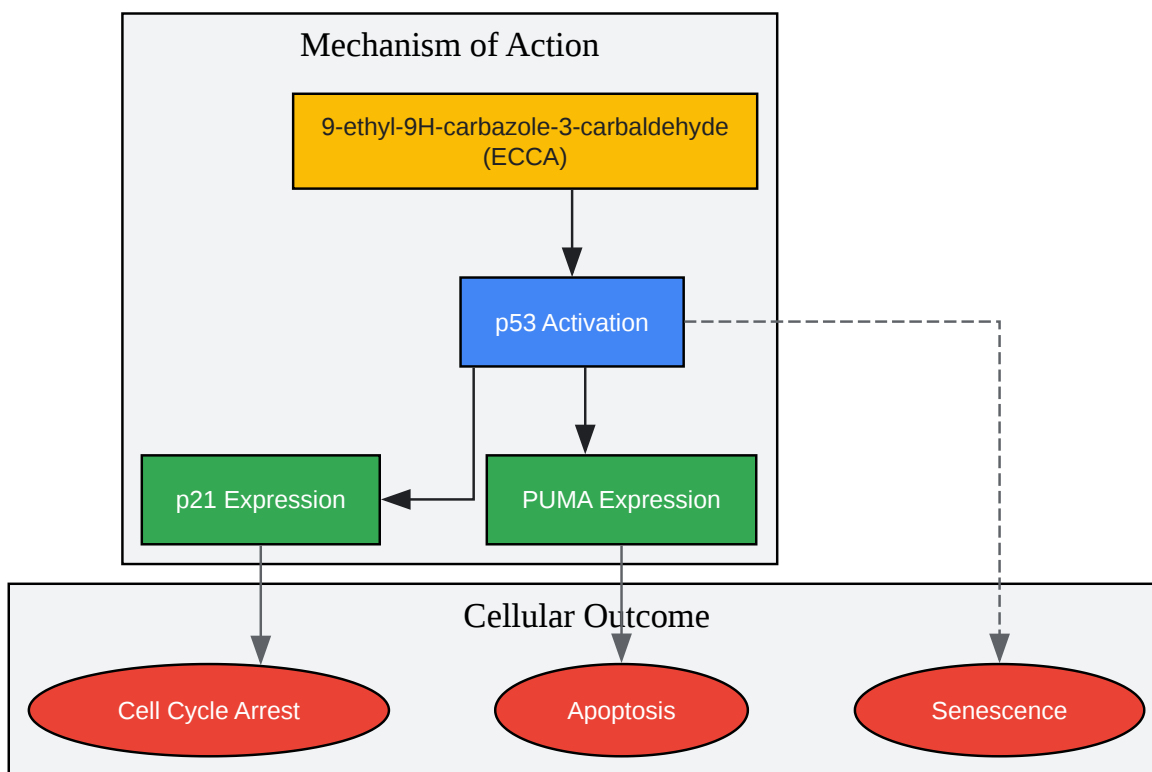 Mechanism of Action
9-ethyl-9H-carbazole-3-carbaldehyde
(ECCA)
p53 Activation
p21 Expression
PUMA Expression
Cellular Outcome
Cell Cycle Arrest
Apoptosis
Senescence